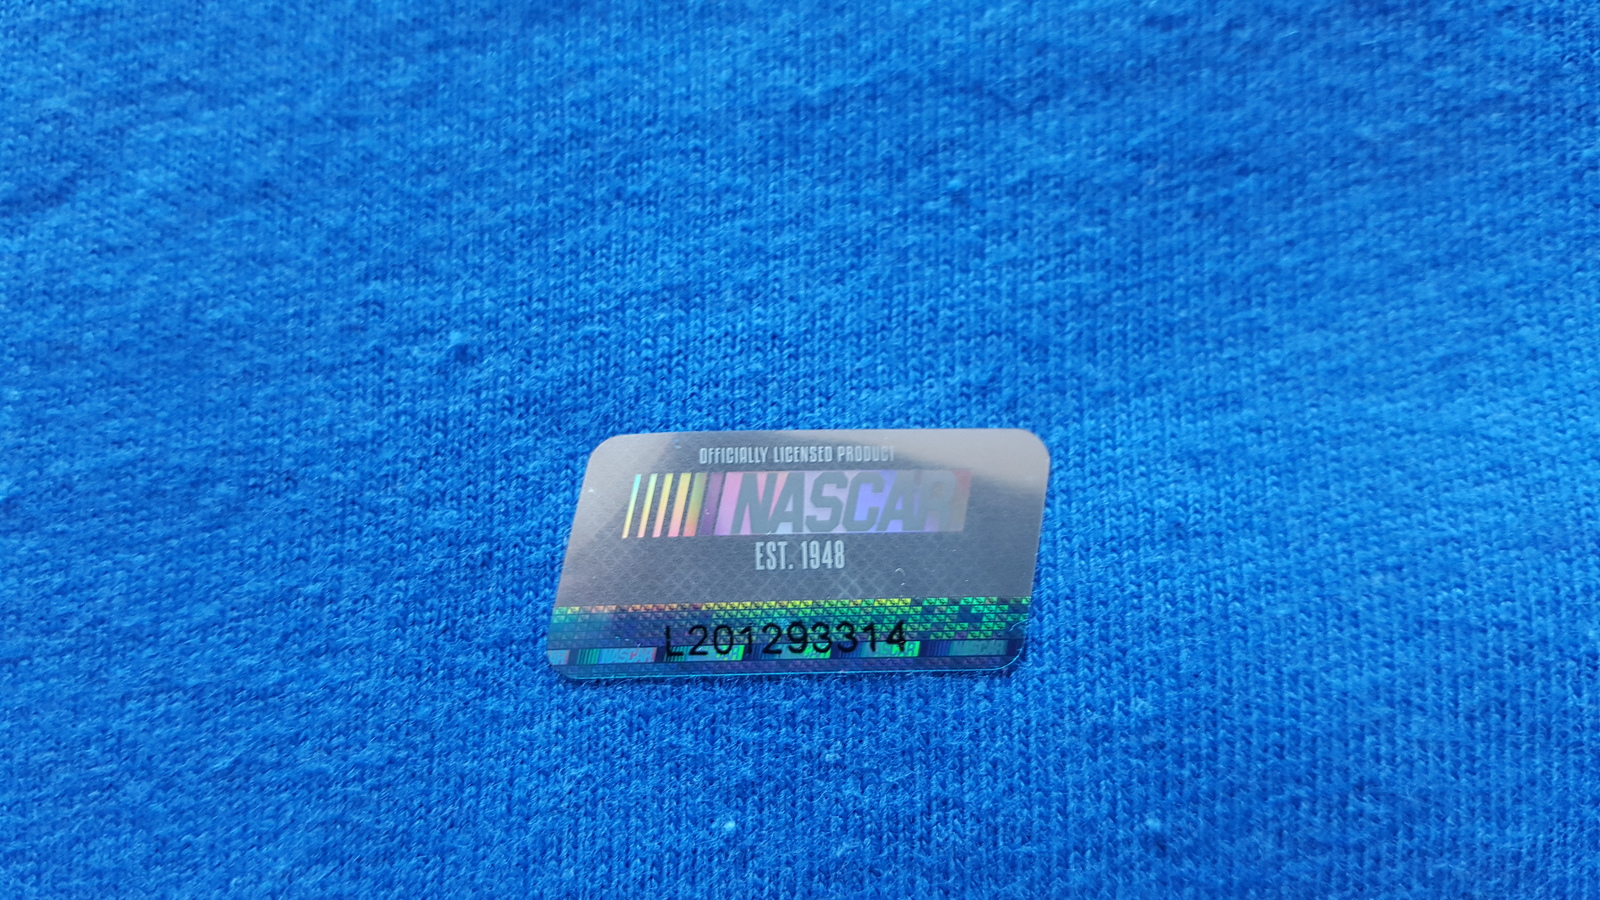 OFFICIALLY LICENSED PRODUCT
NASCAR
EST. 1948
L201293314